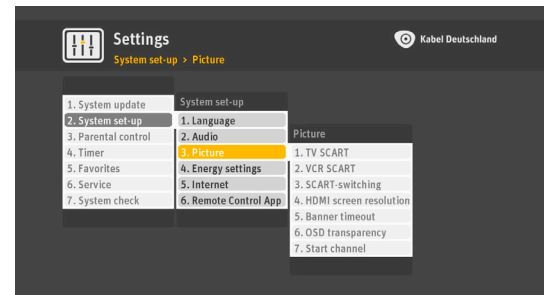 Settings
System set-up > Picture
Kabel Deutschland
1. System update
2. System set-up
3. Parental control
4. Timer
5. Favorites
6. Service
7. System check
System set-up
1. Language
2. Audio
3. Picture
4. Energy settings
5. Internet
6. Remote Control App
Picture
1. TV SCART
2. VCR SCART
3. SCART-switching
4. HDMI screen resolution
5. Banner timeout
6. OSD transparency
7. Start channel